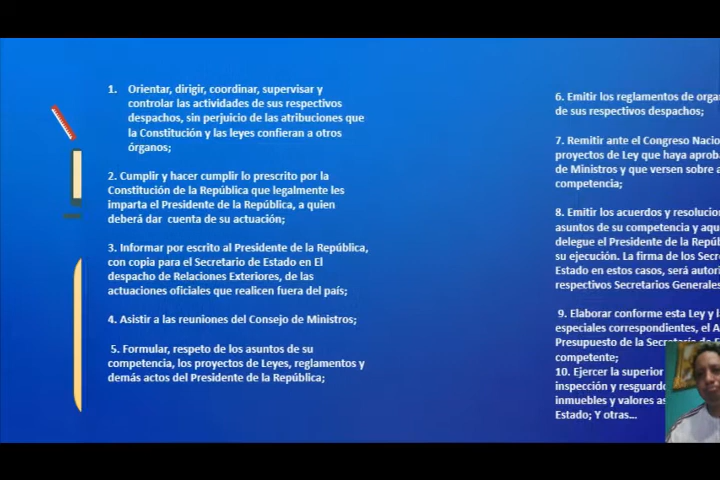 1. Orientar, dirigir, coordinar, supervisar y
controlar las actividades de sus respectivos
despachos, sin perjuicio de las atribuciones que
la Constitución y las leyes confieran a otros
órganos;
2. Cumplir y hacer cumplir lo prescrito por la
Constitución de la República que legalmente les
imparta el Presidente de la República, a quien
deberá dar cuenta de su actuación;
3. Informar por escrito al Presidente de la República,
con copia para el Secretario de Estado en El
despacho de Relaciones Exteriores, de las
actuaciones oficiales que realicen fuera del país;
4. Asistir a las reuniones del Consejo de Ministros;
5. Formular, respeto de los asuntos de su
competencia, los proyectos de Leyes, reglamentos y
demás actos del Presidente de la República;
6. Emitir los reglamentos de
de sus respectivos despachos;
7. Remitir ante el Congreso
proyectos de Ley que haya
de Ministros y que versen sobre
competencia;
8. Emitir los acuerdos y
asuntos de su competencia y
delegue el Presidente de la
su ejecución. La firma de los
Estado en estos casos, será
respectivos Secretarios Generales
9. Elaborar conforme esta Ley y
especiales correspondientes, el
Presupuesto de la
competente;
10. Ejercer la superior
inspección y
inmuebles y valores
Estado; Y otras...